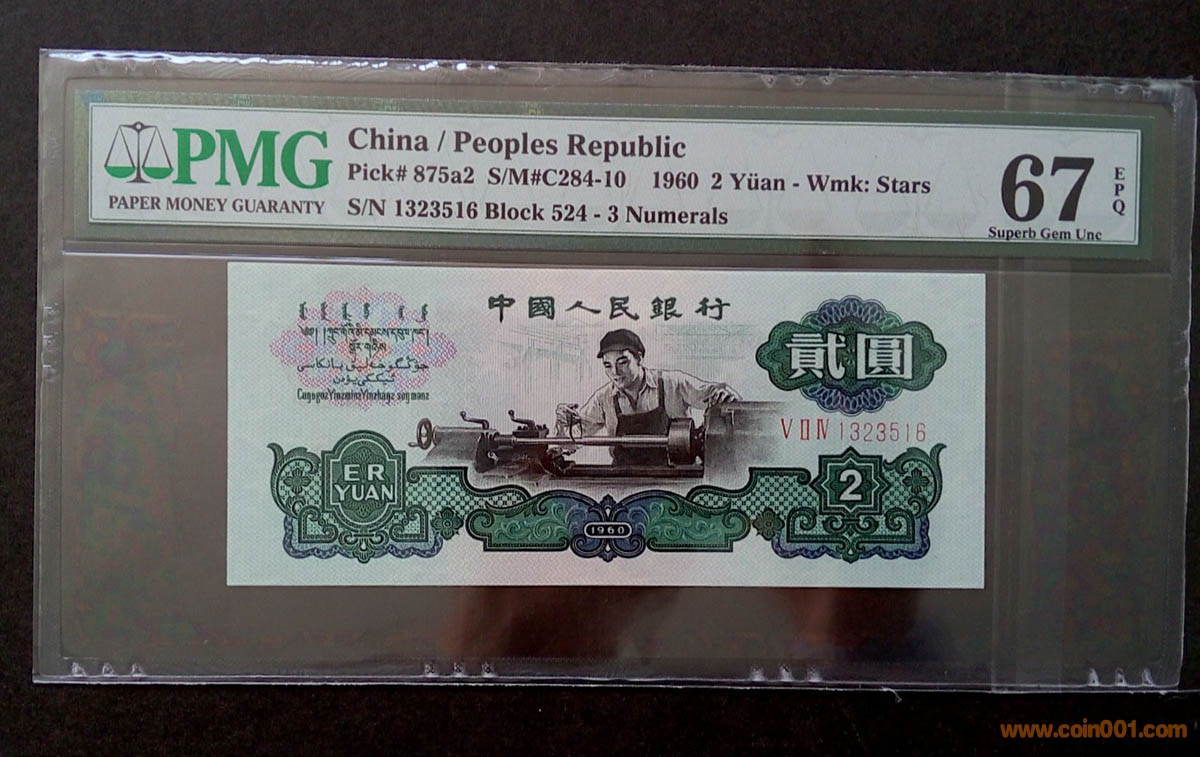 PMG
PAPER MONEY GUARANTY
China / Peoples Republic
Pick# 875a2 S/M#C284-10 1960 2 Yüan - Wmk: Stars
S/N 1323516 Block 524 - 3 Numerals
67
EPQ
Superb Gem Unc
中國人民銀行
貳圓
ⅤⅡⅣ 1323516
ER
YUAN
2
1960
www.coin001.com